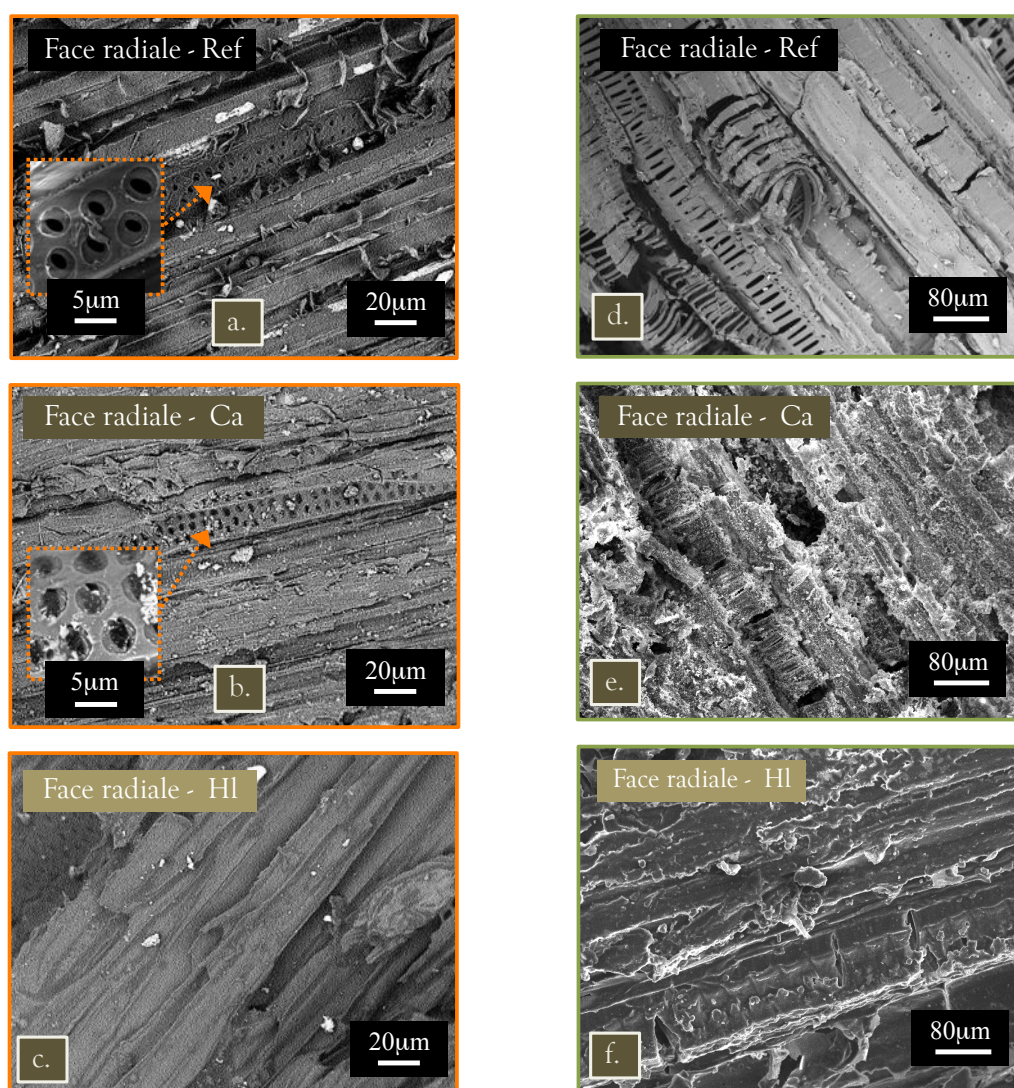 Face radiale - Ref
5µm
a.
20µm
Face radiale - Ref
d.
80µm
Face radiale - Ca
5µm
b.
20µm
Face radiale - Ca
e.
80µm
Face radiale - Hl
c.
20µm
Face radiale - Hl
f.
80µm